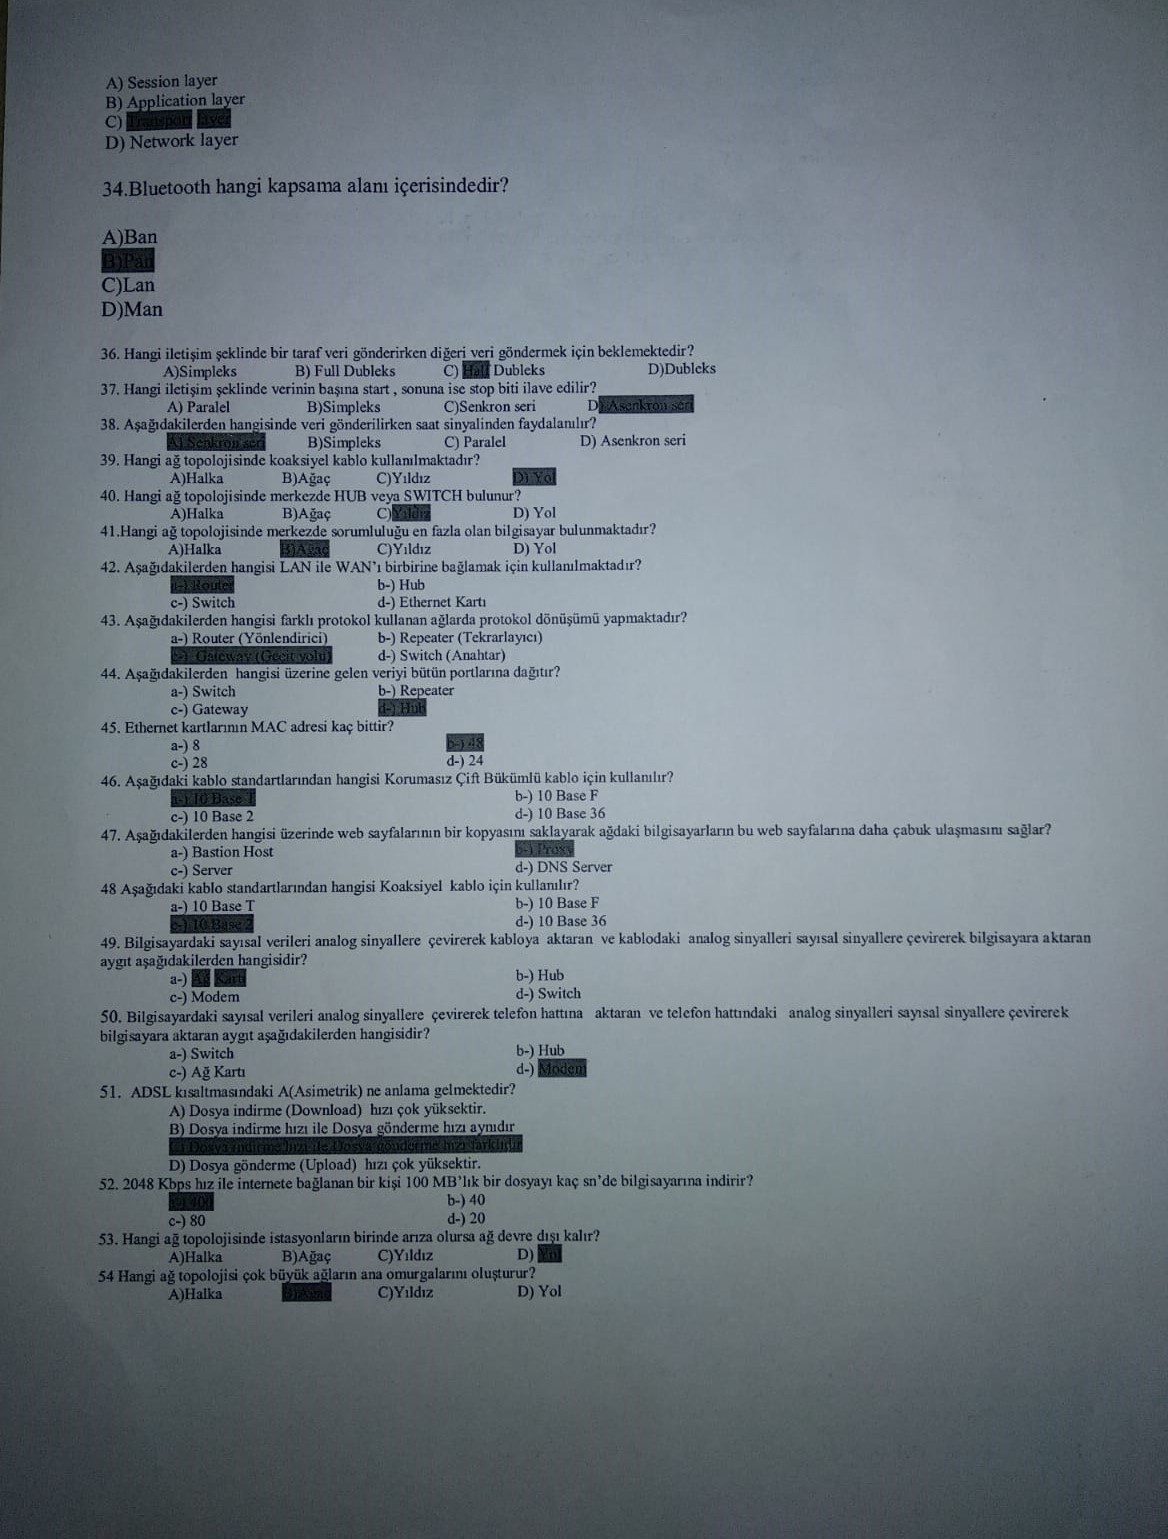 A) Session layer
B) Application layer
C) Transport layer
D) Network layer
34.Bluetooth hangi kapsama alanı içerisindedir?
A)Ban
B)Pan
C)Lan
D)Man
36. Hangi iletişim şeklinde bir taraf veri gönderirken diğeri veri göndermek için beklemektedir?
A)Simpleks B) Full Dubleks C) Half Dubleks D)Dubleks
37. Hangi iletişim şeklinde verinin başına start , sonuna ise stop biti ilave edilir?
A) Paralel B)Simpleks C)Senkron seri D) Asenkron seri
38. Aşağıdakilerden hangisinde veri gönderilirken saat sinyalinden faydalanılır?
A) Senkron seri B)Simpleks C) Paralel D) Asenkron seri
39. Hangi ağ topolojisinde koaksiyel kablo kullanılmaktadır?
A)Halka B)Ağaç C)Yıldız D) Yol
40. Hangi ağ topolojisinde merkezde HUB veya SWITCH bulunur?
A)Halka B)Ağaç C)Yıldız D) Yol
41.Hangi ağ topolojisinde merkezde sorumluluğu en fazla olan bilgisayar bulunmaktadır?
A)Halka B)Ağaç C)Yıldız D) Yol
42. Aşağıdakilerden hangisi LAN ile WAN’ı birbirine bağlamak için kullanılmaktadır?
a-) Router b-) Hub
c-) Switch d-) Ethernet Kartı
43. Aşağıdakilerden hangisi farklı protokol kullanan ağlarda protokol dönüşümü yapmaktadır?
a-) Router (Yönlendirici) b-) Repeater (Tekrarlayıcı)
c-) Gateway (Geçit yolu) d-) Switch (Anahtar)
44. Aşağıdakilerden hangisi üzerine gelen veriyi bütün portlarına dağıtır?
a-) Switch b-) Repeater
c-) Gateway d-) Hub
45. Ethernet kartlarının MAC adresi kaç bittir?
a-) 8 b-) 48
c-) 28 d-) 24
46. Aşağıdaki kablo standartlarından hangisi Korumasız Çift Bükümlü kablo için kullanılır?
a-) 10 Base T b-) 10 Base F
c-) 10 Base 2 d-) 10 Base 36
47. Aşağıdakilerden hangisi üzerinde web sayfalarının bir kopyasını saklayarak ağdaki bilgisayarların bu web sayfalarına daha çabuk ulaşmasını sağlar?
a-) Bastion Host b-) Proxy
c-) Server d-) DNS Server
48 Aşağıdaki kablo standartlarından hangisi Koaksiyel kablo için kullanılır?
a-) 10 Base T b-) 10 Base F
c-) 10 Base 2 d-) 10 Base 36
49. Bilgisayardaki sayısal verileri analog sinyallere çevirerek kabloya aktaran ve kablodaki analog sinyalleri sayısal sinyallere çevirerek bilgisayara aktaran
aygıt aşağıdakilerden hangisidir?
a-) Ağ Kartı b-) Hub
c-) Modem d-) Switch
50. Bilgisayardaki sayısal verileri analog sinyallere çevirerek telefon hattına aktaran ve telefon hattındaki analog sinyalleri sayısal sinyallere çevirerek
bilgisayara aktaran aygıt aşağıdakilerden hangisidir?
a-) Switch b-) Hub
c-) Ağ Kartı d-) Modem
51. ADSL kısaltmasındaki A(Asimetrik) ne anlama gelmektedir?
A) Dosya indirme (Download) hızı çok yüksektir.
B) Dosya indirme hızı ile Dosya gönderme hızı aynıdır
C) Dosya indirme hızı ile Dosya gönderme hızı farklıdır
D) Dosya gönderme (Upload) hızı çok yüksektir.
52. 2048 Kbps hız ile internete bağlanan bir kişi 100 MB’lık bir dosyayı kaç sn’de bilgisayarına indirir?
a-) 400 b-) 40
c-) 80 d-) 20
53. Hangi ağ topolojisinde istasyonların birinde arıza olursa ağ devre dışı kalır?
A)Halka B)Ağaç C)Yıldız D) Yol
54 Hangi ağ topolojisi çok büyük ağların ana omurgalarını oluşturur?
A)Halka B)Ağaç C)Yıldız D) Yol